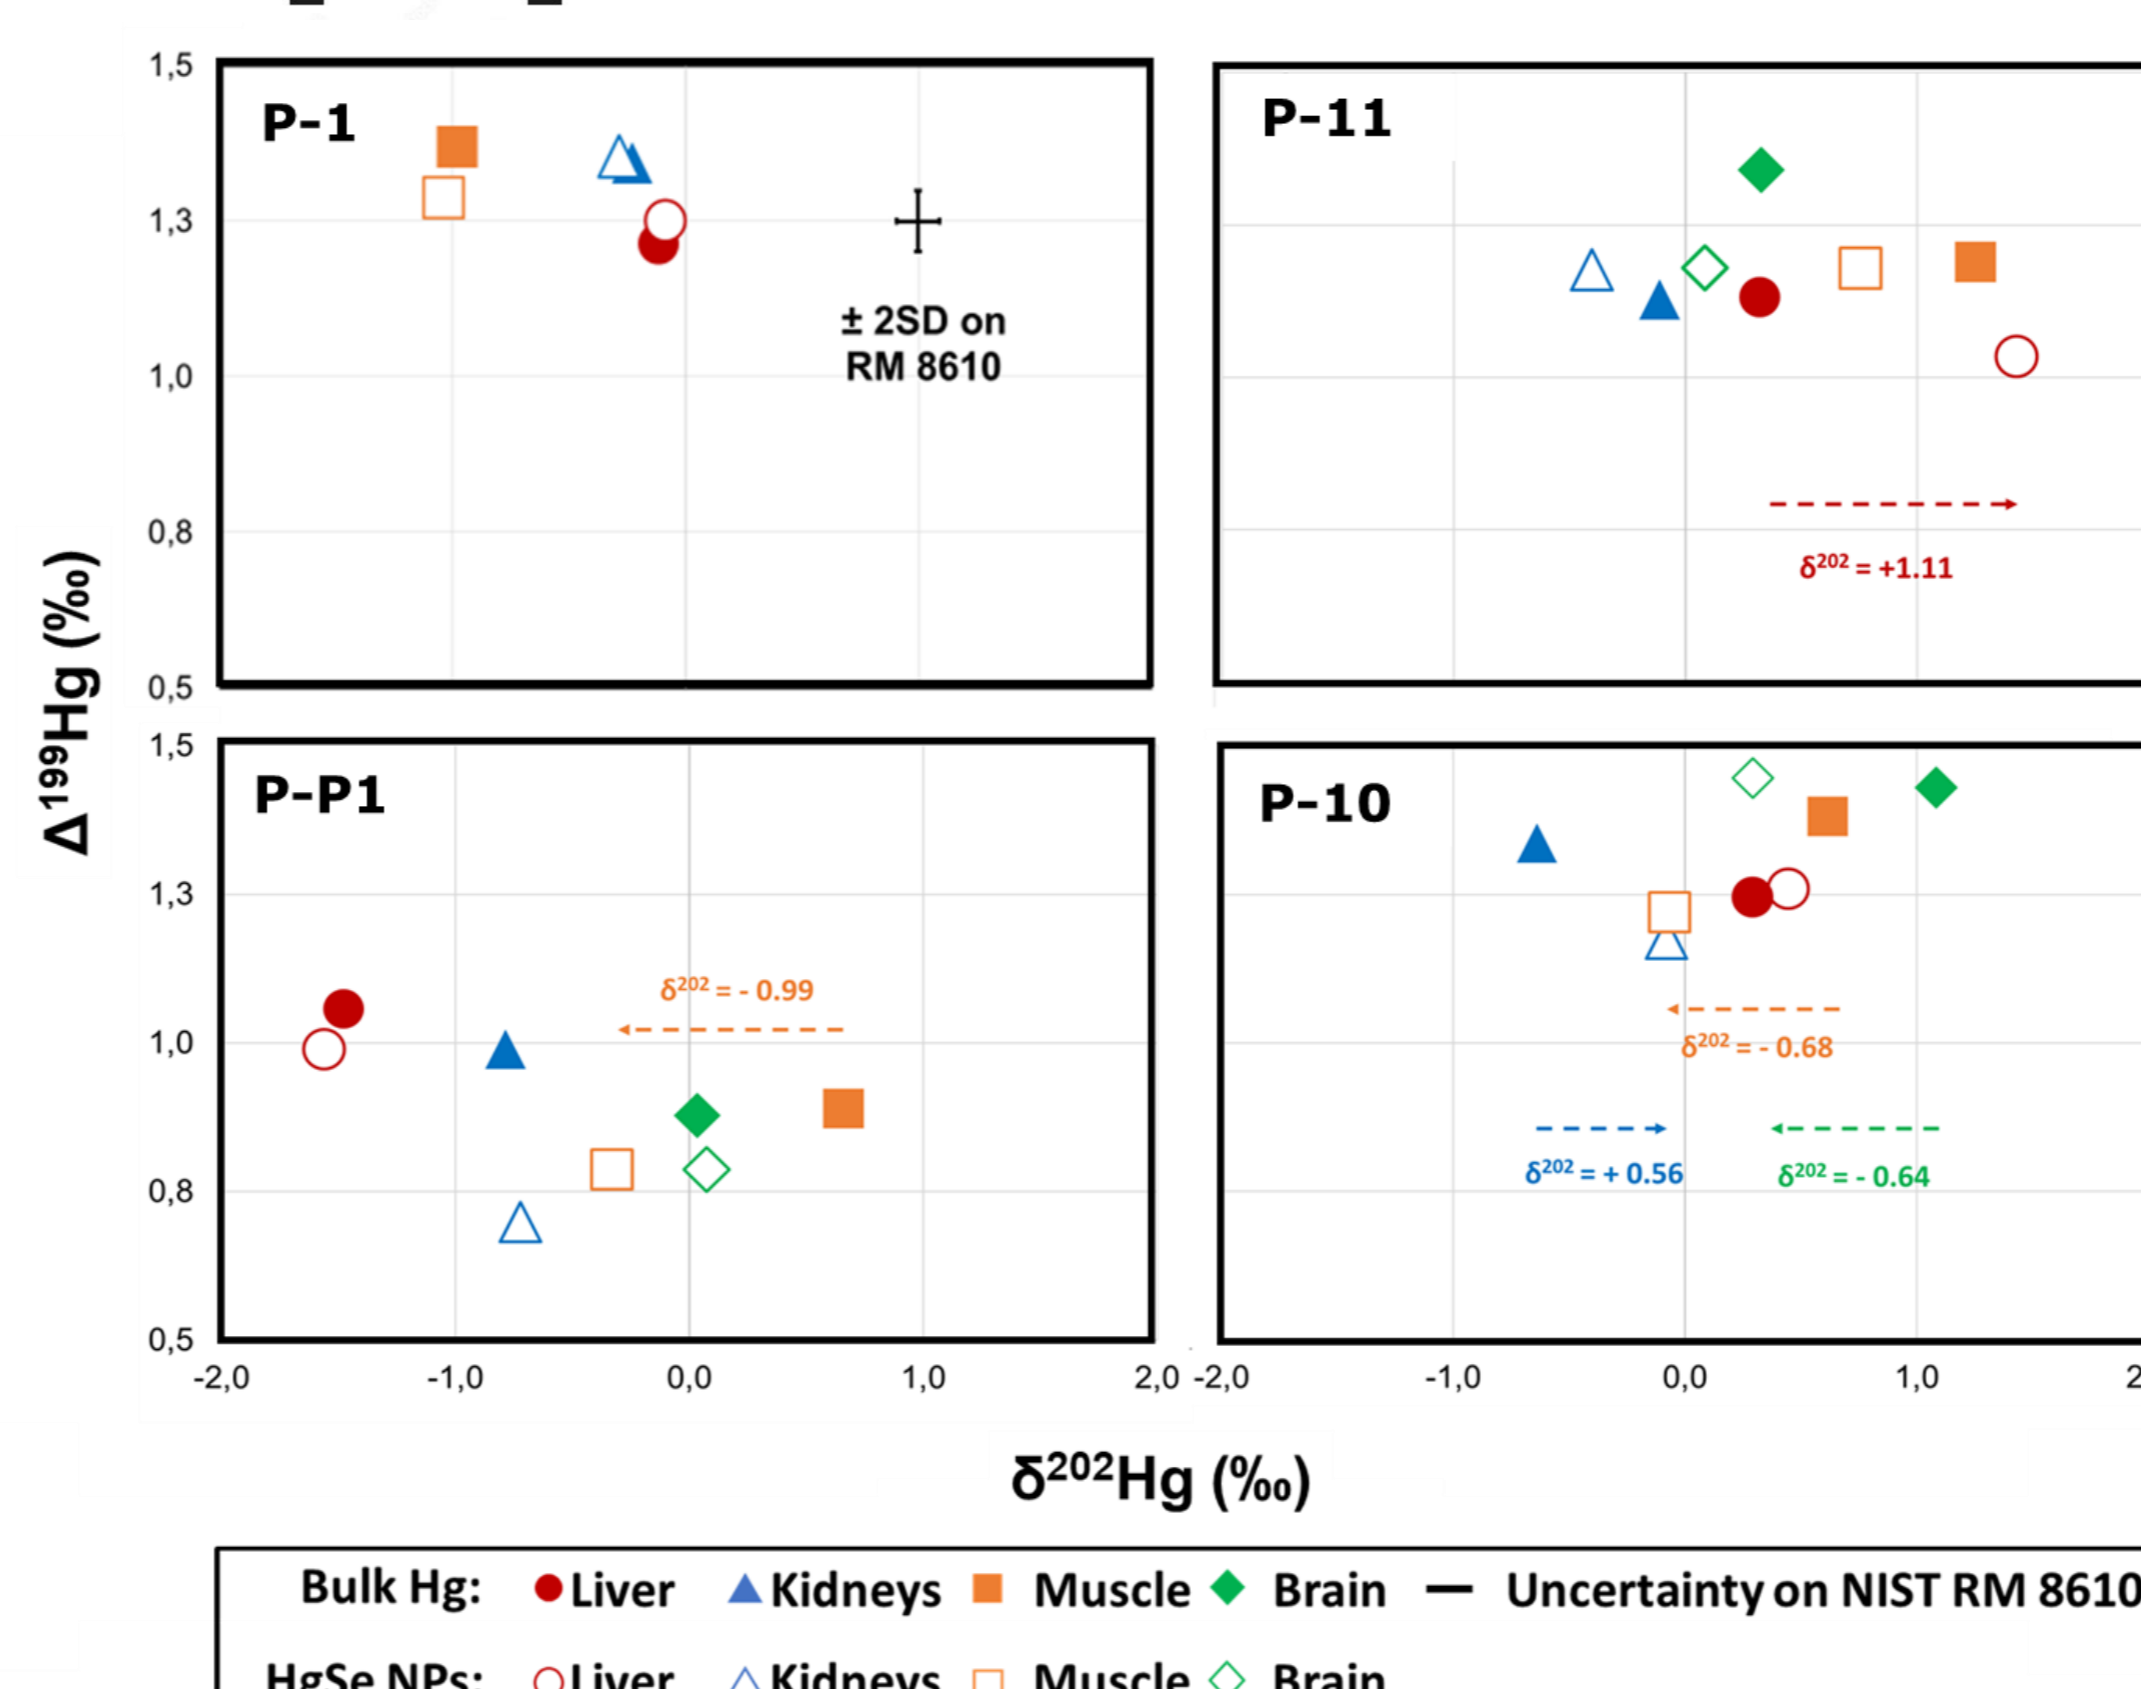 1,5
P-1
1,3
± 2SD on
RM 8610
1,0
0,8
0,5
P-11
δ²⁰² = +1.11
Δ¹⁹⁹Hg (‰)
1,5
P-P1
1,3
δ²⁰² = - 0.99
1,0
0,8
0,5
-2,0 -1,0 0,0 1,0 2,0
P-10
δ²⁰² = - 0.68
δ²⁰² = + 0.56
δ²⁰² = - 0.64
-2,0 -1,0 0,0 1,0 2
δ²⁰²Hg (‰)
Bulk Hg: Liver Kidneys Muscle Brain Uncertainty on NIST RM 8610
HgSe NPs: Liver Kidneys Muscle Brain